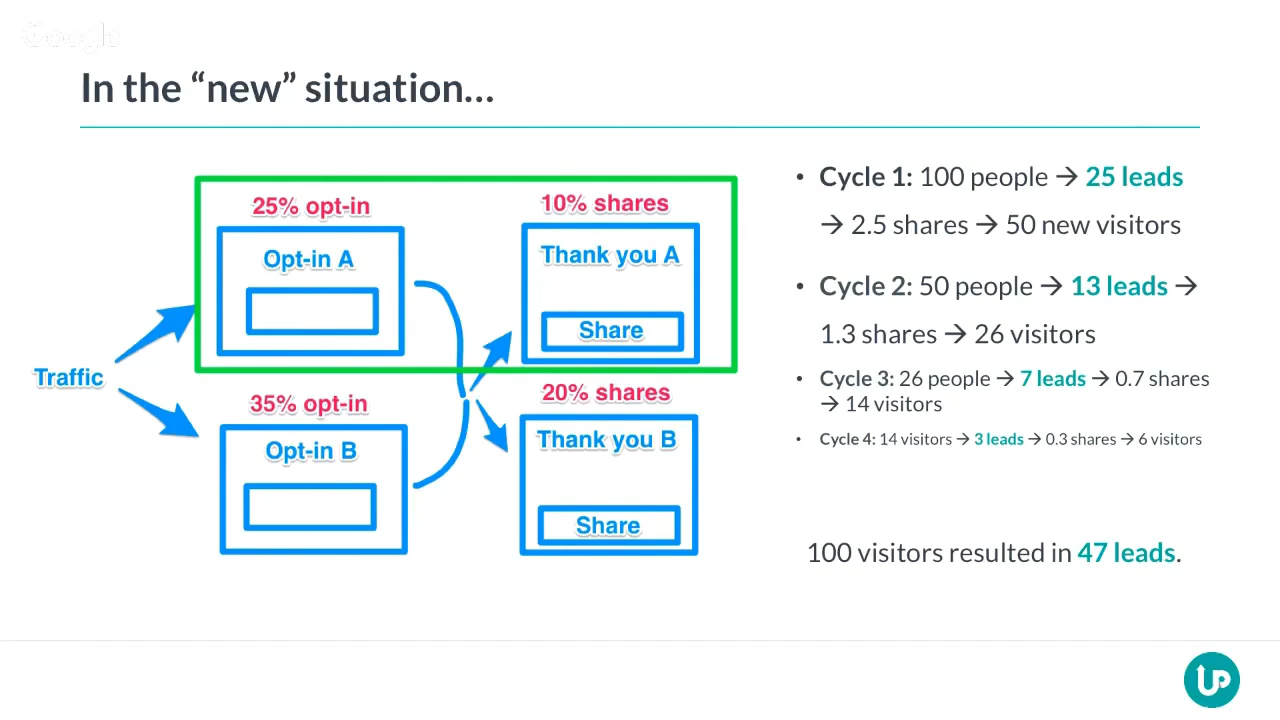 Google
In the “new” situation…
25% opt-in
Opt-in A
10% shares
Thank you A
Share
Traffic
35% opt-in
Opt-in B
20% shares
Thank you B
Share
• Cycle 1: 100 people → 25 leads
→ 2.5 shares → 50 new visitors
• Cycle 2: 50 people → 13 leads →
1.3 shares → 26 visitors
• Cycle 3: 26 people → 7 leads → 0.7 shares
→ 14 visitors
• Cycle 4: 14 visitors → 3 leads → 0.3 shares → 6 visitors
100 visitors resulted in 47 leads.
UP